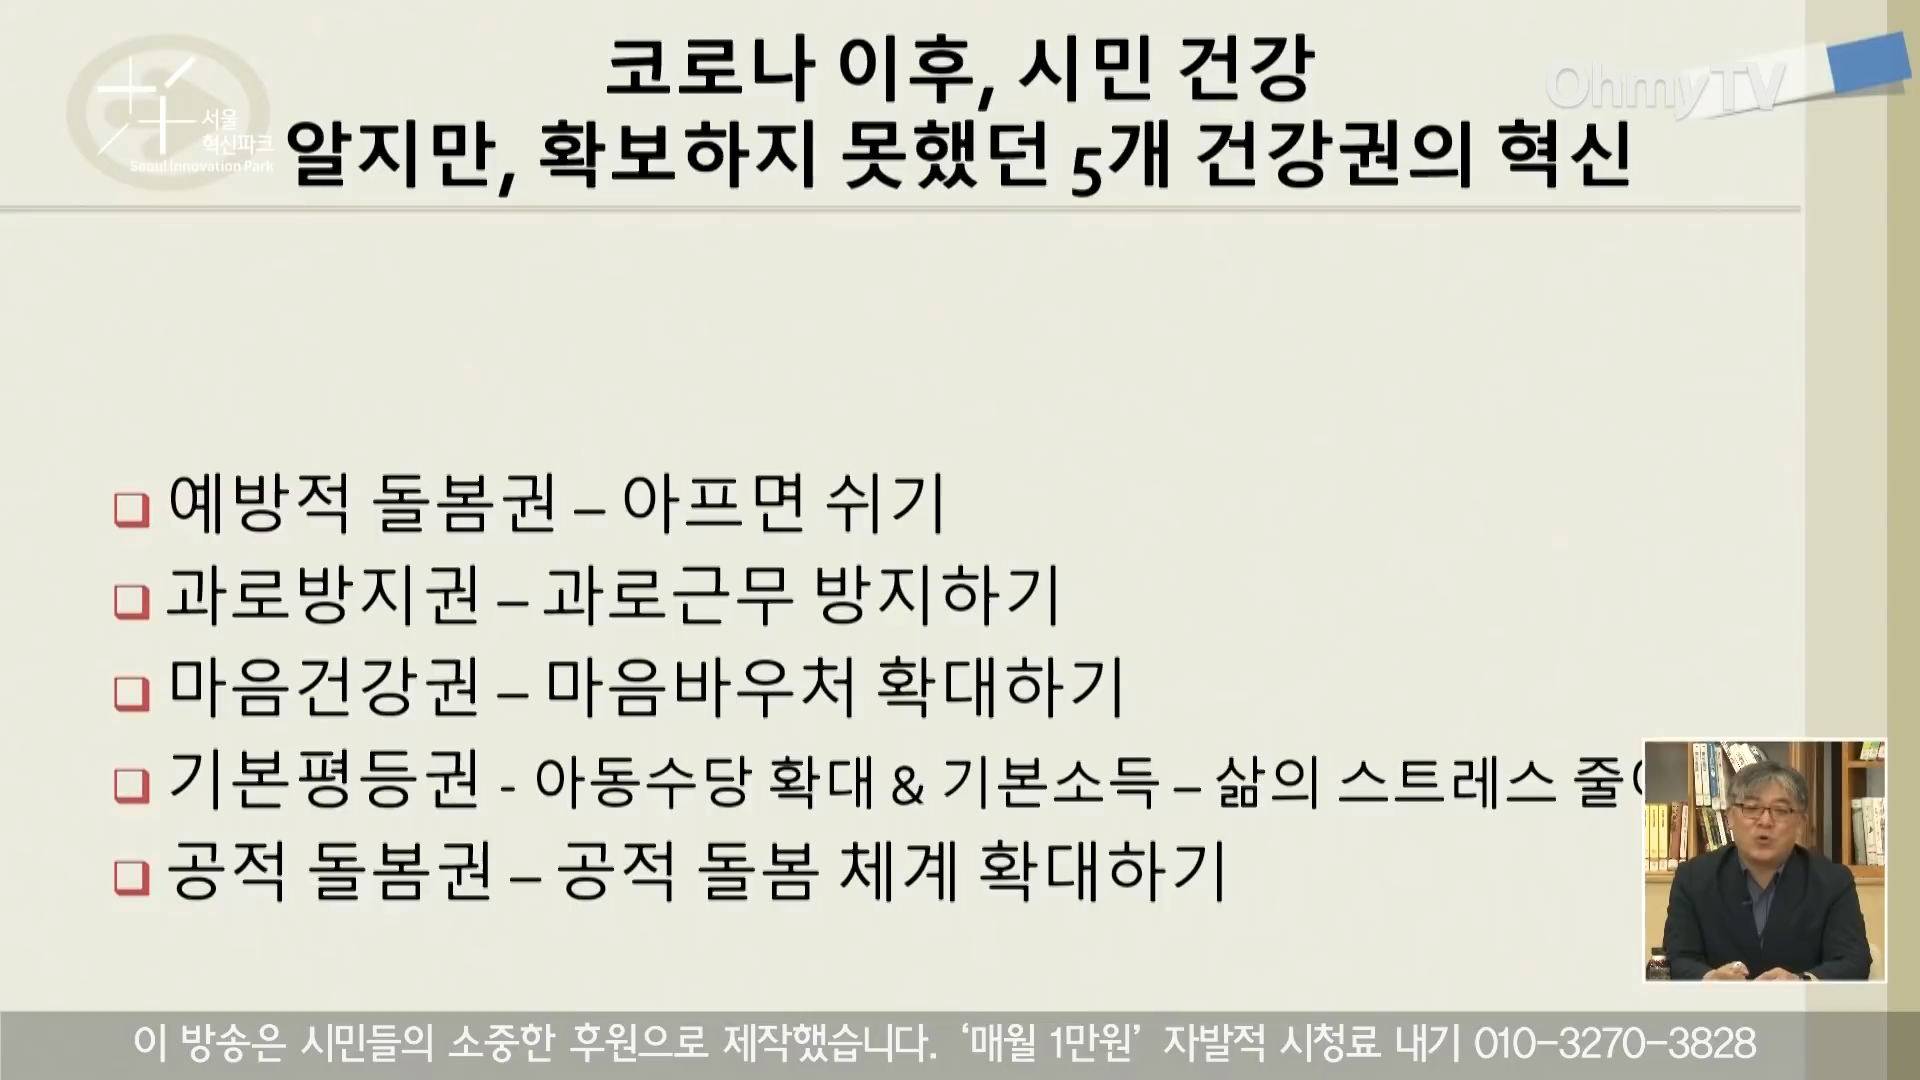 코로나 이후, 시민 건강
알지만, 확보하지 못했던 5개 건강권의 혁신
서울
혁신파크
Seoul Innovation Park
OhmyTV
예방적 돌봄권 – 아프면 쉬기
과로방지권 – 과로근무 방지하기
마음건강권 – 마음바우처 확대하기
기본평등권 - 아동수당 확대 & 기본소득 – 삶의 스트레스
공적 돌봄권 – 공적 돌봄 체계 확대하기
이 방송은 시민들의 소중한 후원으로 제작했습니다. ‘매월 1만원’ 자발적 시청료 내기 010-3270-3828